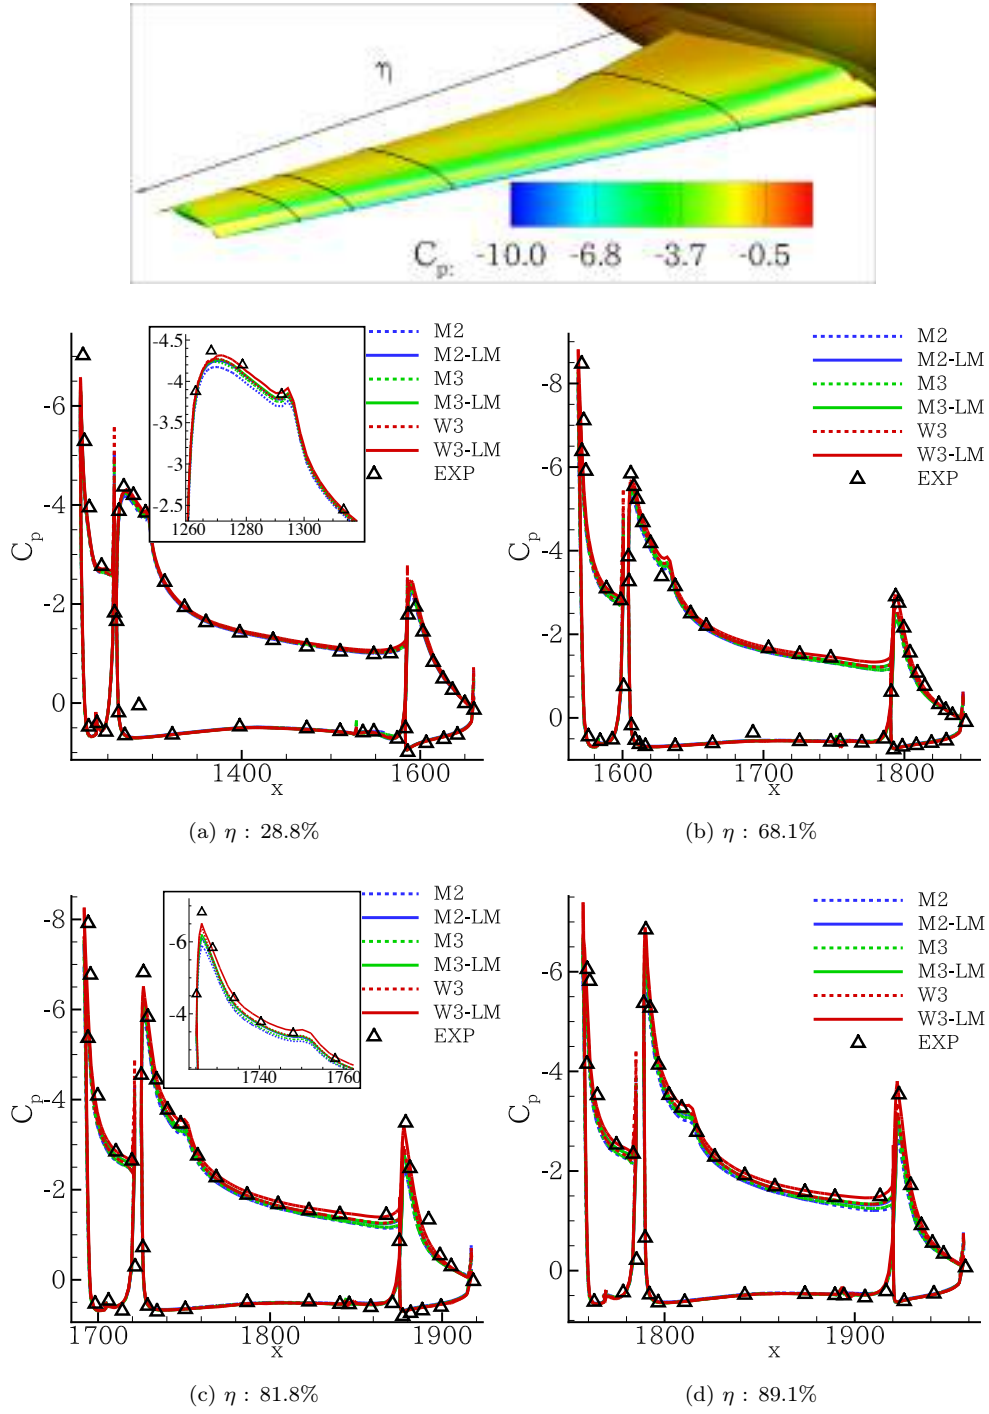 η
C_p: -10.0 -6.8 -3.7 -0.5
M2
M2-LM
M3
M3-LM
W3
W3-LM
EXP
-4.5
-4
-3.5
-3
-2.5
1260 1280 1300
C_p
-6
-4
-2
0
1400 1600
x
(a) η : 28.8%
M2
M2-LM
M3
M3-LM
W3
W3-LM
EXP
C_p
-8
-6
-4
-2
0
1600 1700 1800
x
(b) η : 68.1%
M2
M2-LM
M3
M3-LM
W3
W3-LM
EXP
-6
-4
1740 1760
C_p
-8
-6
-4
-2
0
1700 1800 1900
x
(c) η : 81.8%
M2
M2-LM
M3
M3-LM
W3
W3-LM
EXP
C_p
-6
-4
-2
0
1800 1900
x
(d) η : 89.1%